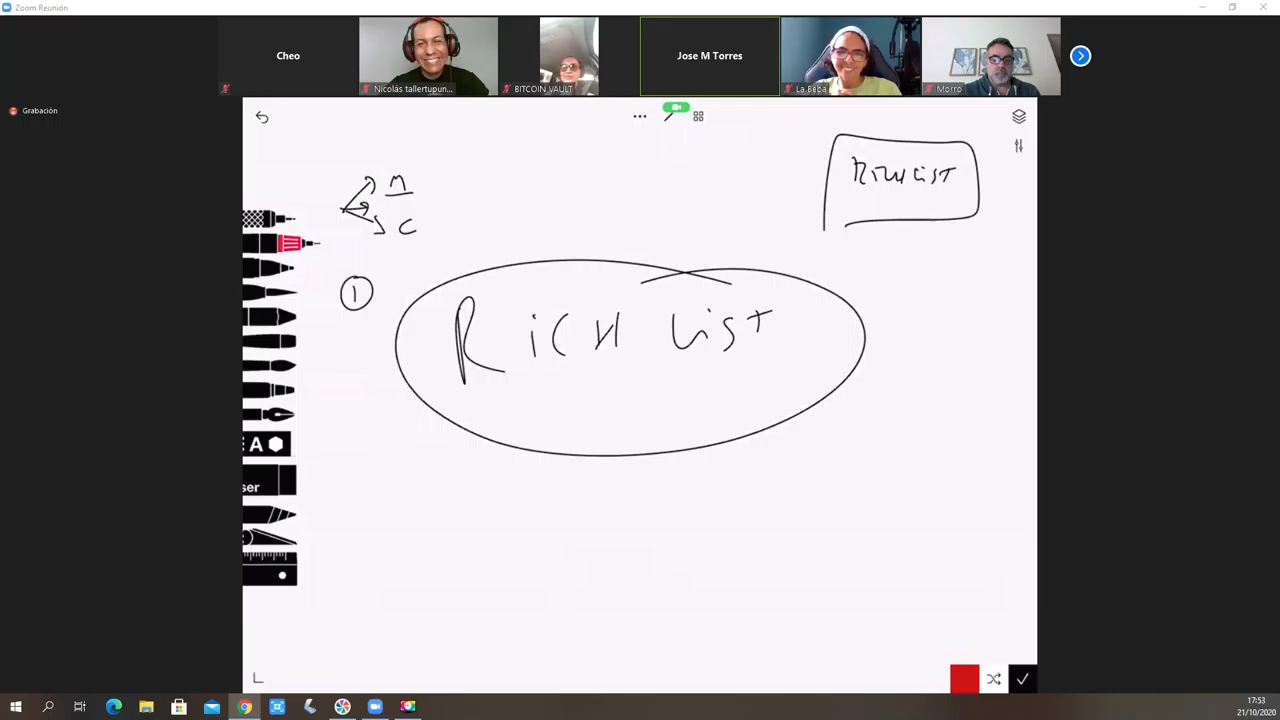 Zoom Reunión
Cheo
Nicolás tallertupun...
BITCOIN VAULT
Jose M Torres
La Beba
Morro
Grabación
n
c
1
RiCH List
A
ser
17:53
21/10/2020